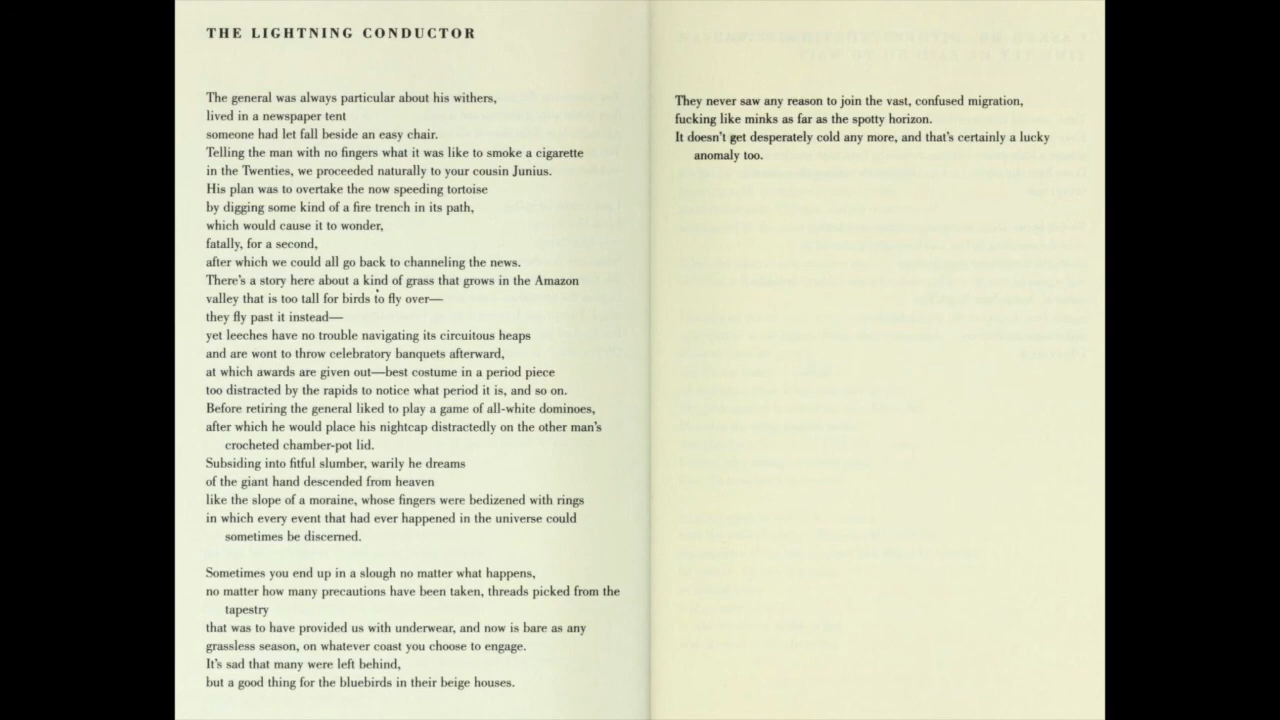 THE LIGHTNING CONDUCTOR
The general was always particular about his withers,
lived in a newspaper tent
someone had let fall beside an easy chair.
Telling the man with no fingers what it was like to smoke a cigarette
in the Twenties, we proceeded naturally to your cousin Junius.
His plan was to overtake the now speeding tortoise
by digging some kind of a fire trench in its path,
which would cause it to wonder,
fatally, for a second,
after which we could all go back to channeling the news.
There's a story here about a kind of grass that grows in the Amazon
valley that is too tall for birds to fly over—
they fly past it instead—
yet leeches have no trouble navigating its circuitous heaps
and are wont to throw celebratory banquets afterward,
at which awards are given out—best costume in a period piece
too distracted by the rapids to notice what period it is, and so on.
Before retiring the general liked to play a game of all-white dominoes,
after which he would place his nightcap distractedly on the other man's
crocheted chamber-pot lid.
Subsiding into fitful slumber, warily he dreams
of the giant hand descended from heaven
like the slope of a moraine, whose fingers were bedizened with rings
in which every event that had ever happened in the universe could
sometimes be discerned.
Sometimes you end up in a slough no matter what happens,
no matter how many precautions have been taken, threads picked from the
tapestry
that was to have provided us with underwear, and now is bare as any
grassless season, on whatever coast you choose to engage.
It's sad that many were left behind,
but a good thing for the bluebirds in their beige houses.
They never saw any reason to join the vast, confused migration,
fucking like minks as far as the spotty horizon.
It doesn't get desperately cold any more, and that's certainly a lucky
anomaly too.